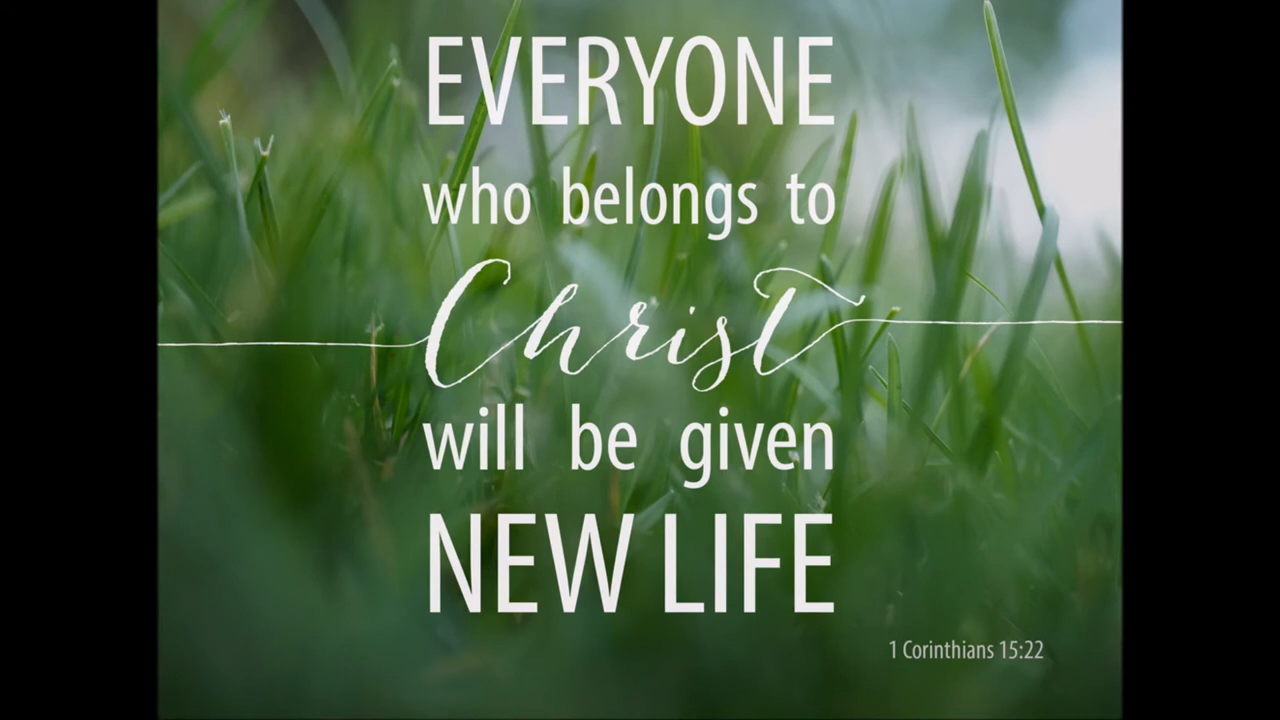 EVERYONE
who belongs to
Christ
will be given
NEW LIFE
1 Corinthians 15:22